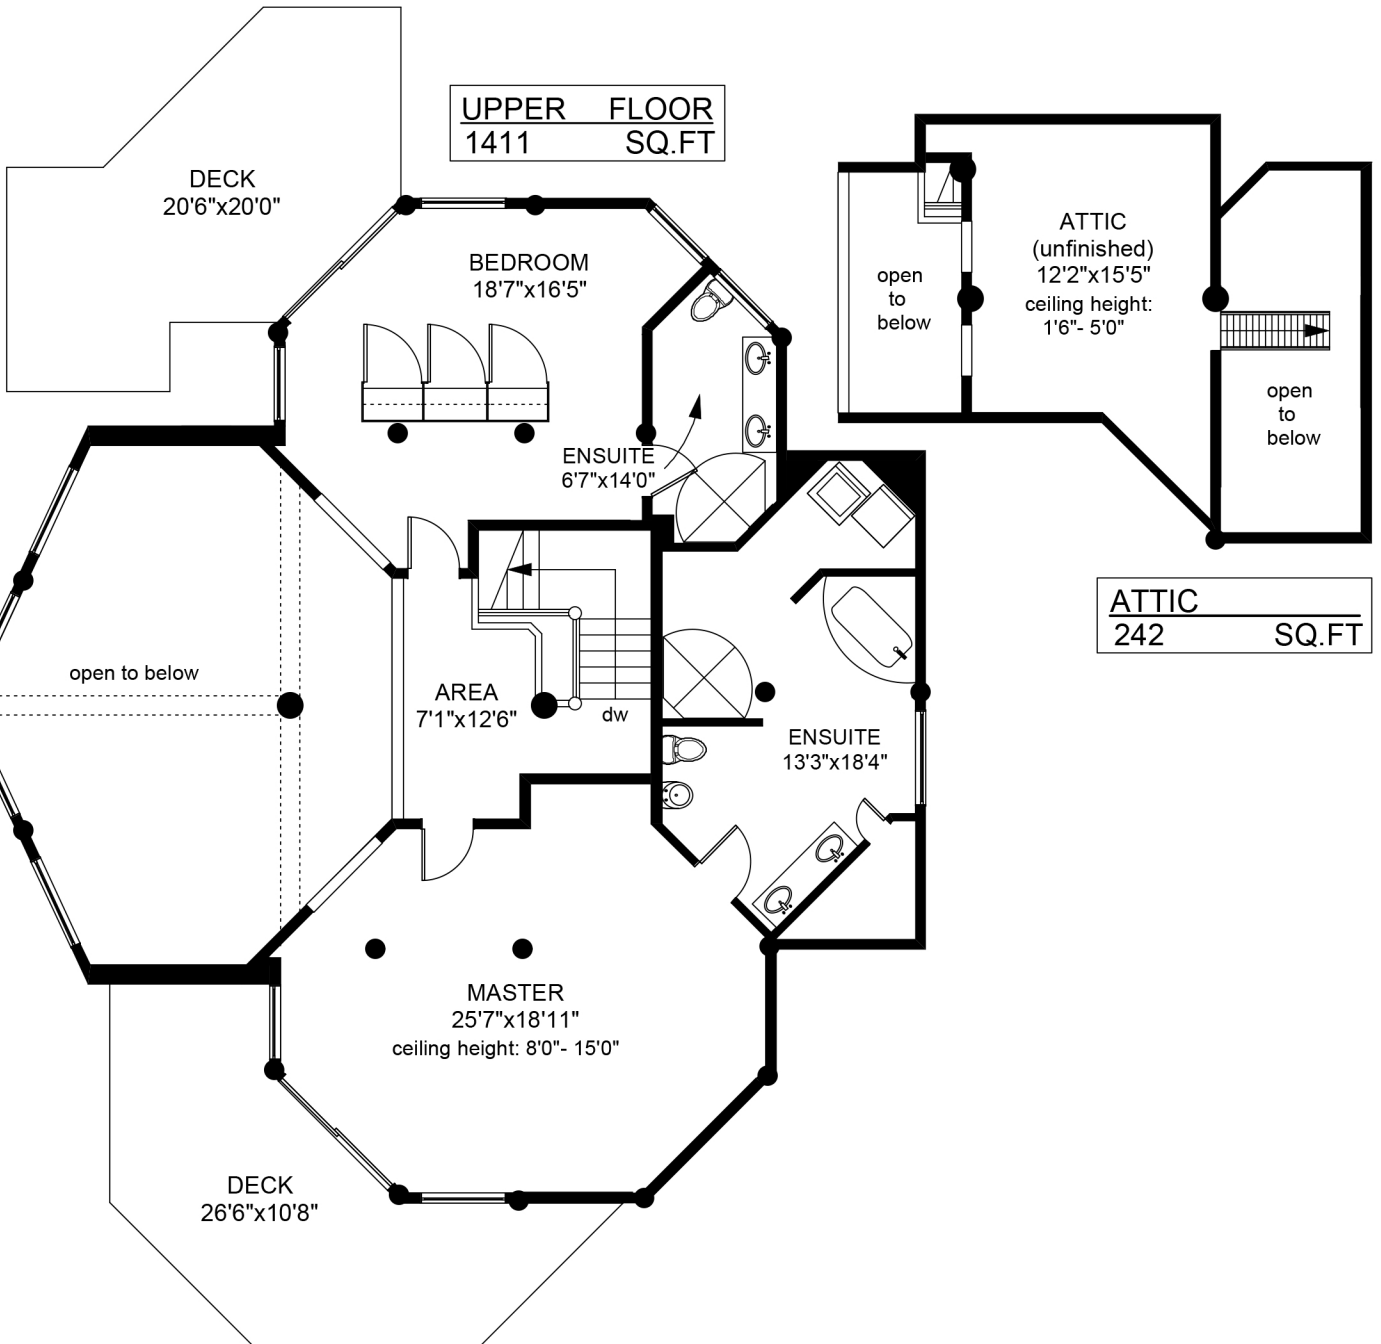 UPPER FLOOR
1411 SQ.FT
DECK
20'6"x20'0"
BEDROOM
18'7"x16'5"
ENSUITE
6'7"x14'0"
open to below
AREA
7'1"x12'6"
dw
ENSUITE
13'3"x18'4"
MASTER
25'7"x18'11"
ceiling height: 8'0"- 15'0"
DECK
26'6"x10'8"
ATTIC
(unfinished)
12'2"x15'5"
ceiling height:
1'6"- 5'0"
open
to
below
open
to
below
ATTIC
242 SQ.FT